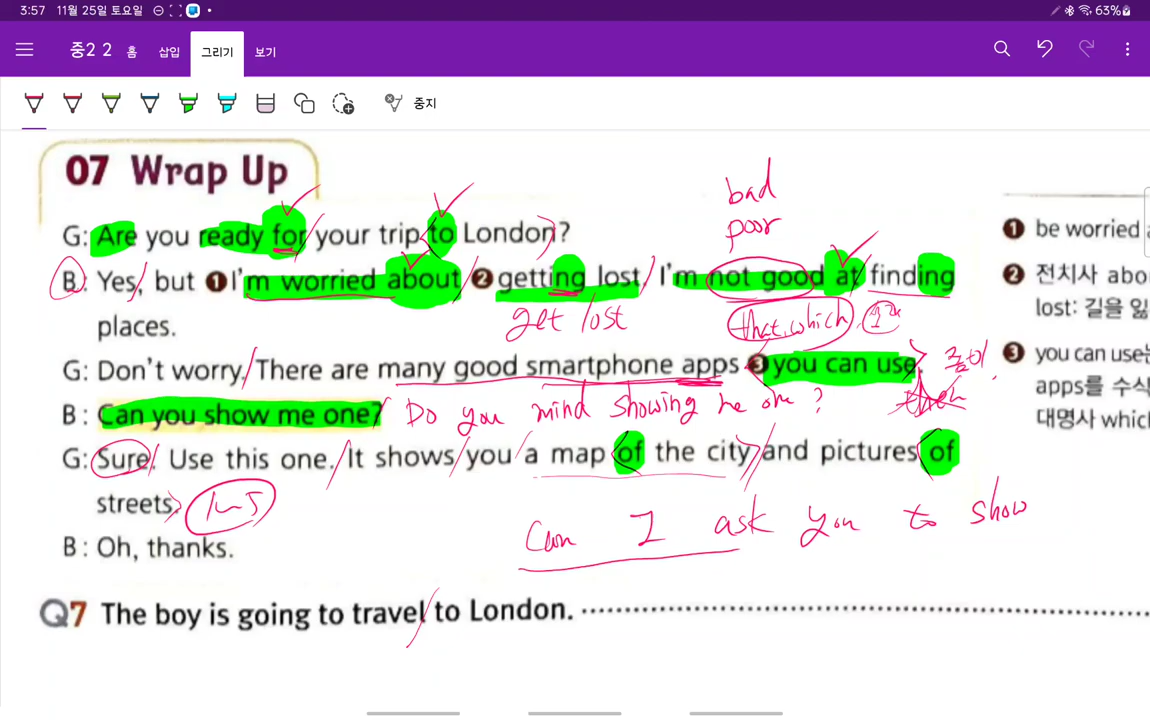 3:57 11월 25일 토요일 63%
중2 2 홈 삽입 그리기 보기
중지
07 Wrap Up
bad
poor
G: Are you ready for your trip to London?
B: Yes, but ❶ I'm worried about ❷ getting lost. I'm not good at finding
get lost
that, which
places.
G: Don't worry. There are many good smartphone apps ❸ you can use.
B: Can you show me one? Do you mind showing me one?
G: Sure. Use this one. It shows you a map of the city and pictures of
streets.
Can I ask you to show
B: Oh, thanks.
Q7 The boy is going to travel to London.
❶ be worried a
❷ 전치사 abo
lost: 길을 잃
❸ you can use는
apps를 수식
대명사 whic